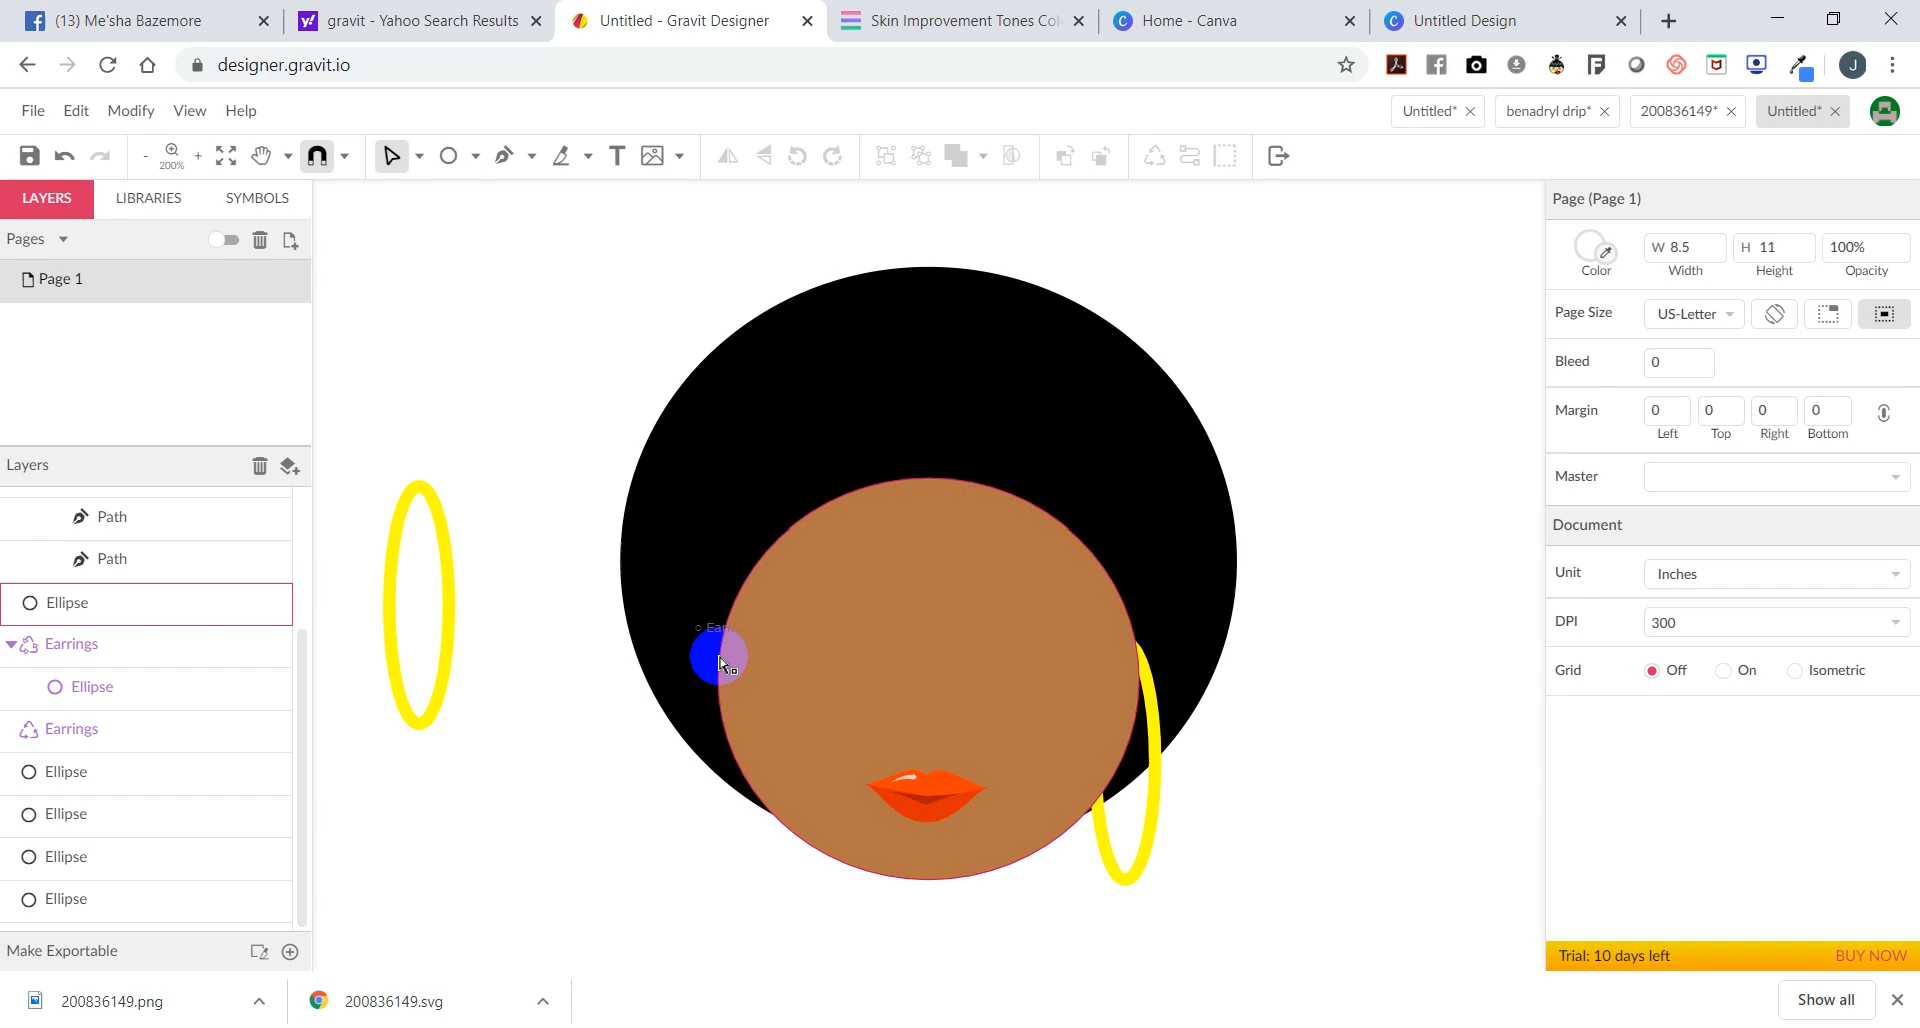 (13) Me'sha Bazemore
gravit - Yahoo Search Results
Untitled - Gravit Designer
Skin Improvement Tones Col
Home - Canva
Untitled Design
designer.gravit.io
J
File Edit Modify View Help
Untitled* benadryl drip* 200836149* Untitled*
- 200% +
LAYERS LIBRARIES SYMBOLS
Pages
Page 1
Layers
Path
Path
Ellipse
Earrings
Ellipse
Earrings
Ellipse
Ellipse
Ellipse
Ellipse
Make Exportable
Page (Page 1)
W 8.5 H 11 100%
Color Width Height Opacity
Page Size US-Letter
Bleed 0
Margin 0 0 0 0
Left Top Right Bottom
Master
Document
Unit Inches
DPI 300
Grid Off On Isometric
Trial: 10 days left BUY NOW
200836149.png
200836149.svg
Show all